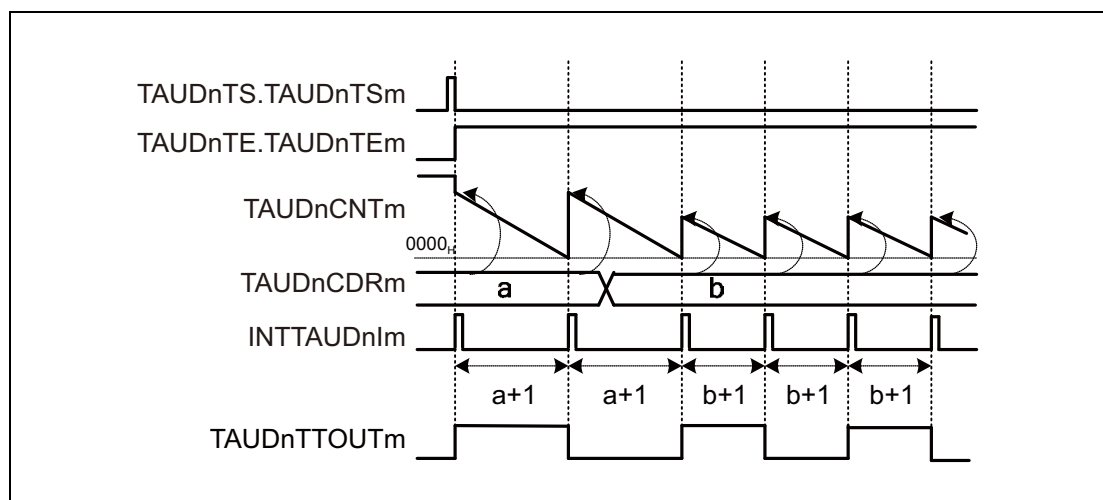 TAUDnTS.TAUDnTSm
TAUDnTE.TAUDnTEm
TAUDnCNTm
0000H
TAUDnCDRm
a b
INTTAUDnIm
a+1 a+1 b+1 b+1 b+1
TAUDnTTOUTm